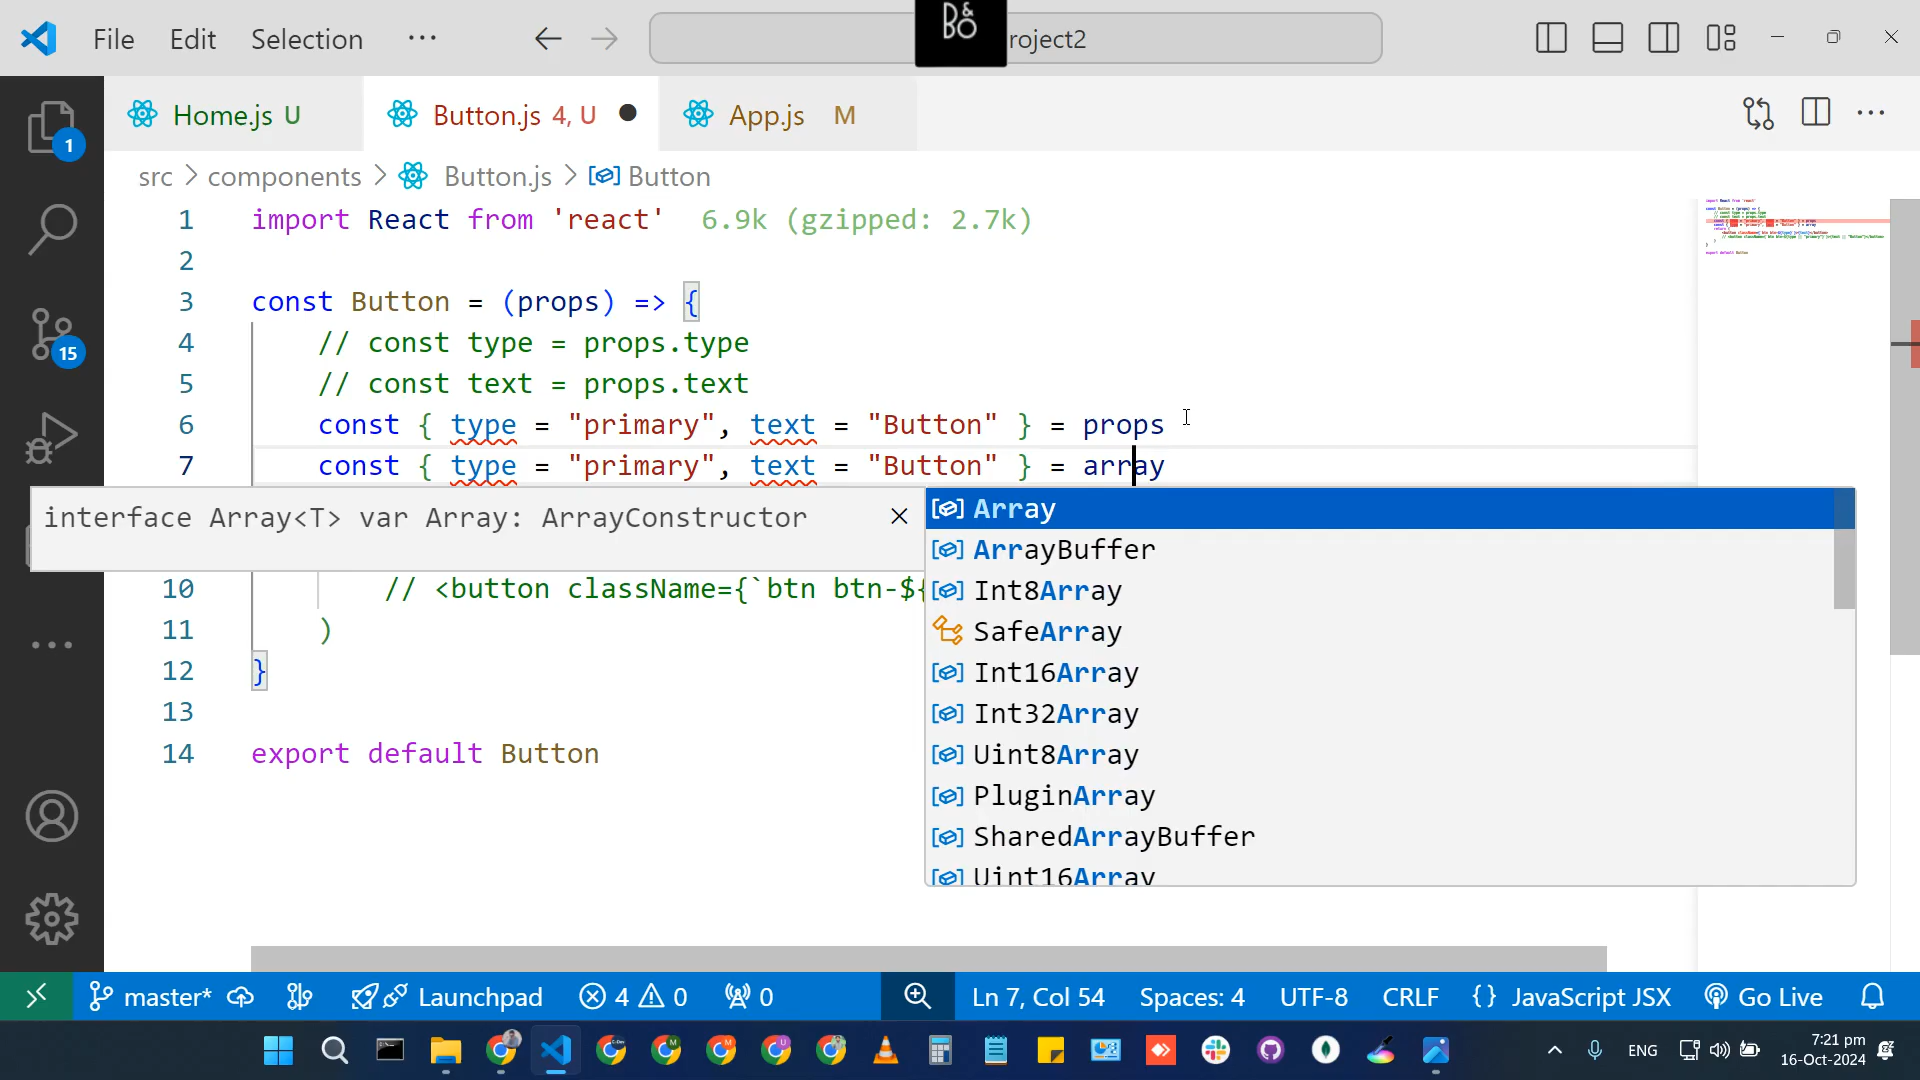 File Edit Selection ··· B&O roject2
Home.js U Button.js 4, U App.js M
src > components > Button.js > Button
1 import React from 'react' 6.9k (gzipped: 2.7k)
2
3 const Button = (props) => {
4 // const type = props.type
5 // const text = props.text
6 const { type = "primary", text = "Button" } = props
7 const { type = "primary", text = "Button" } = array
interface Array<T> var Array: ArrayConstructor
Array
ArrayBuffer
Int8Array
SafeArray
Int16Array
Int32Array
Uint8Array
PluginArray
SharedArrayBuffer
Uint16Array
10 // <button className={`btn btn-${
11 )
12 }
13
14 export default Button
1
15
master* Launchpad 4 0 0 Ln 7, Col 54 Spaces: 4 UTF-8 CRLF {} JavaScript JSX Go Live
ENG 7:21 pm
16-Oct-2024